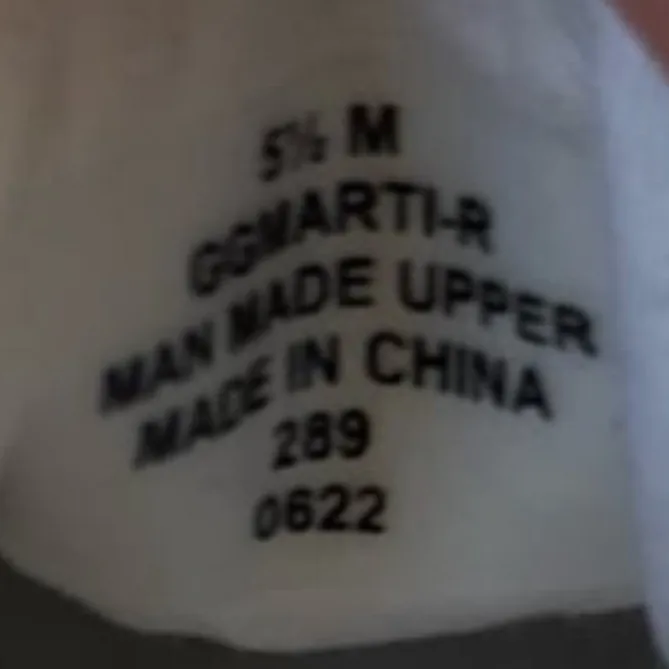 5½ M
GGMARTI-R
MAN MADE UPPER
MADE IN CHINA
289
0622